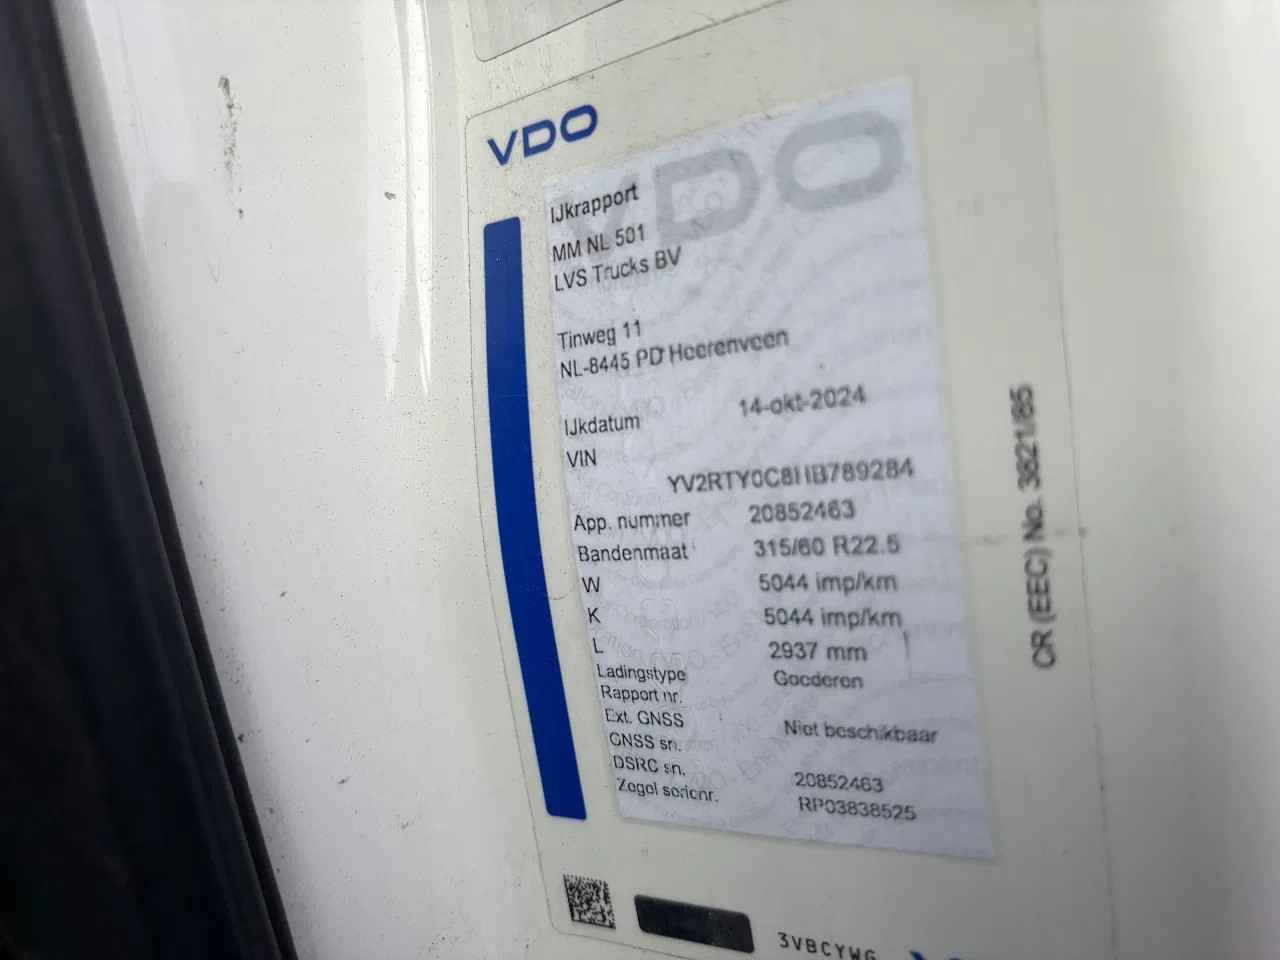 VDO
VDO
IJkrapport
MM NL 501
LVS Trucks BV
Tinweg 11
NL-8445 PD Heerenveen
IJkdatum 14-okt-2024
VIN
YV2RTY0C8HB789284
App. nummer 20852463
Bandenmaat 315/60 R22.5
W 5044 imp/km
K 5044 imp/km
L 2937 mm
Ladingstype Goederen
Rapport nr.
Ext. GNSS Niet beschikbaar
GNSS sn.
DSRC sn. 20852463
Zegel serienr. RP03838525
CR (EEC) No. 3821/85
3VBCYWG